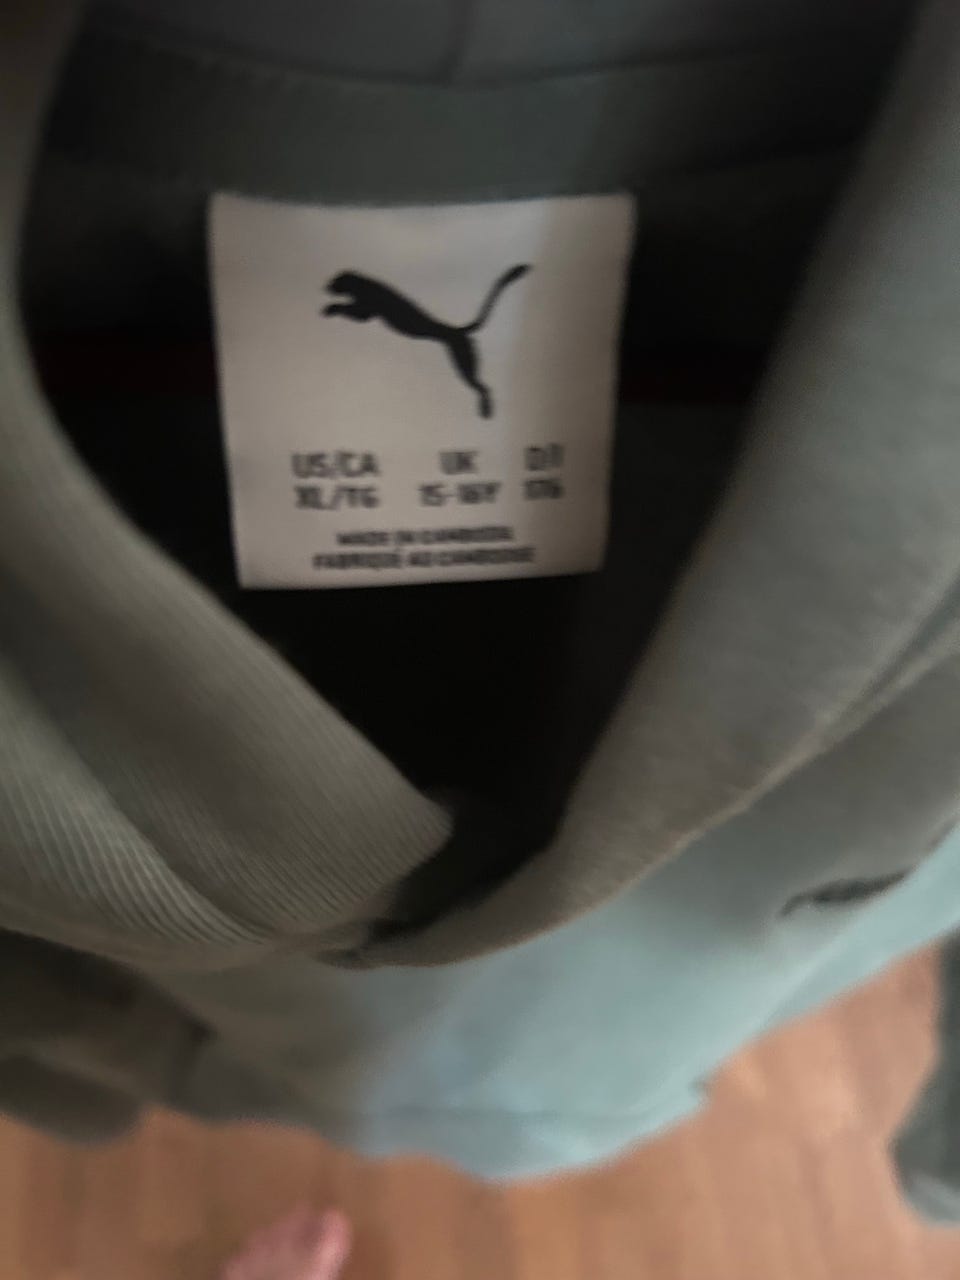 US/CA UK D/I
XL/TG 15-16Y 176
MADE IN CAMBODIA
FABRIQUÉ AU CAMBODGE